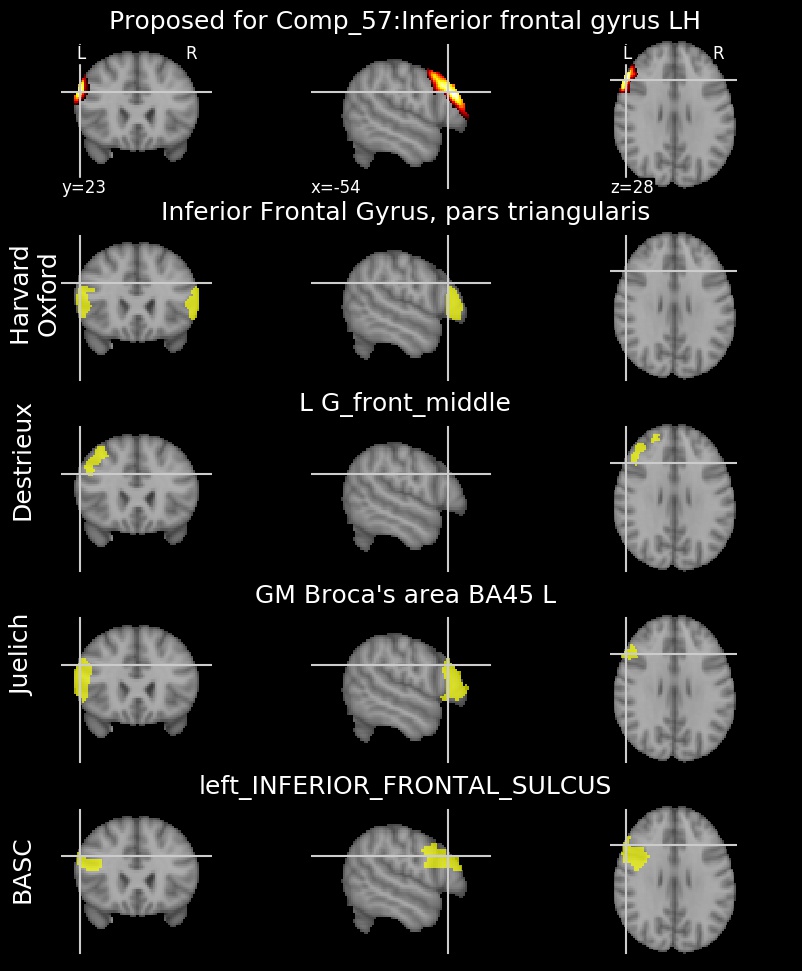 Proposed for Comp_57:Inferior frontal gyrus LH
L R
L R
y=23 x=-54 z=28
Inferior Frontal Gyrus, pars triangularis
Harvard
Oxford
L G_front_middle
Destrieux
GM Broca's area BA45 L
Juelich
left_INFERIOR_FRONTAL_SULCUS
BASC